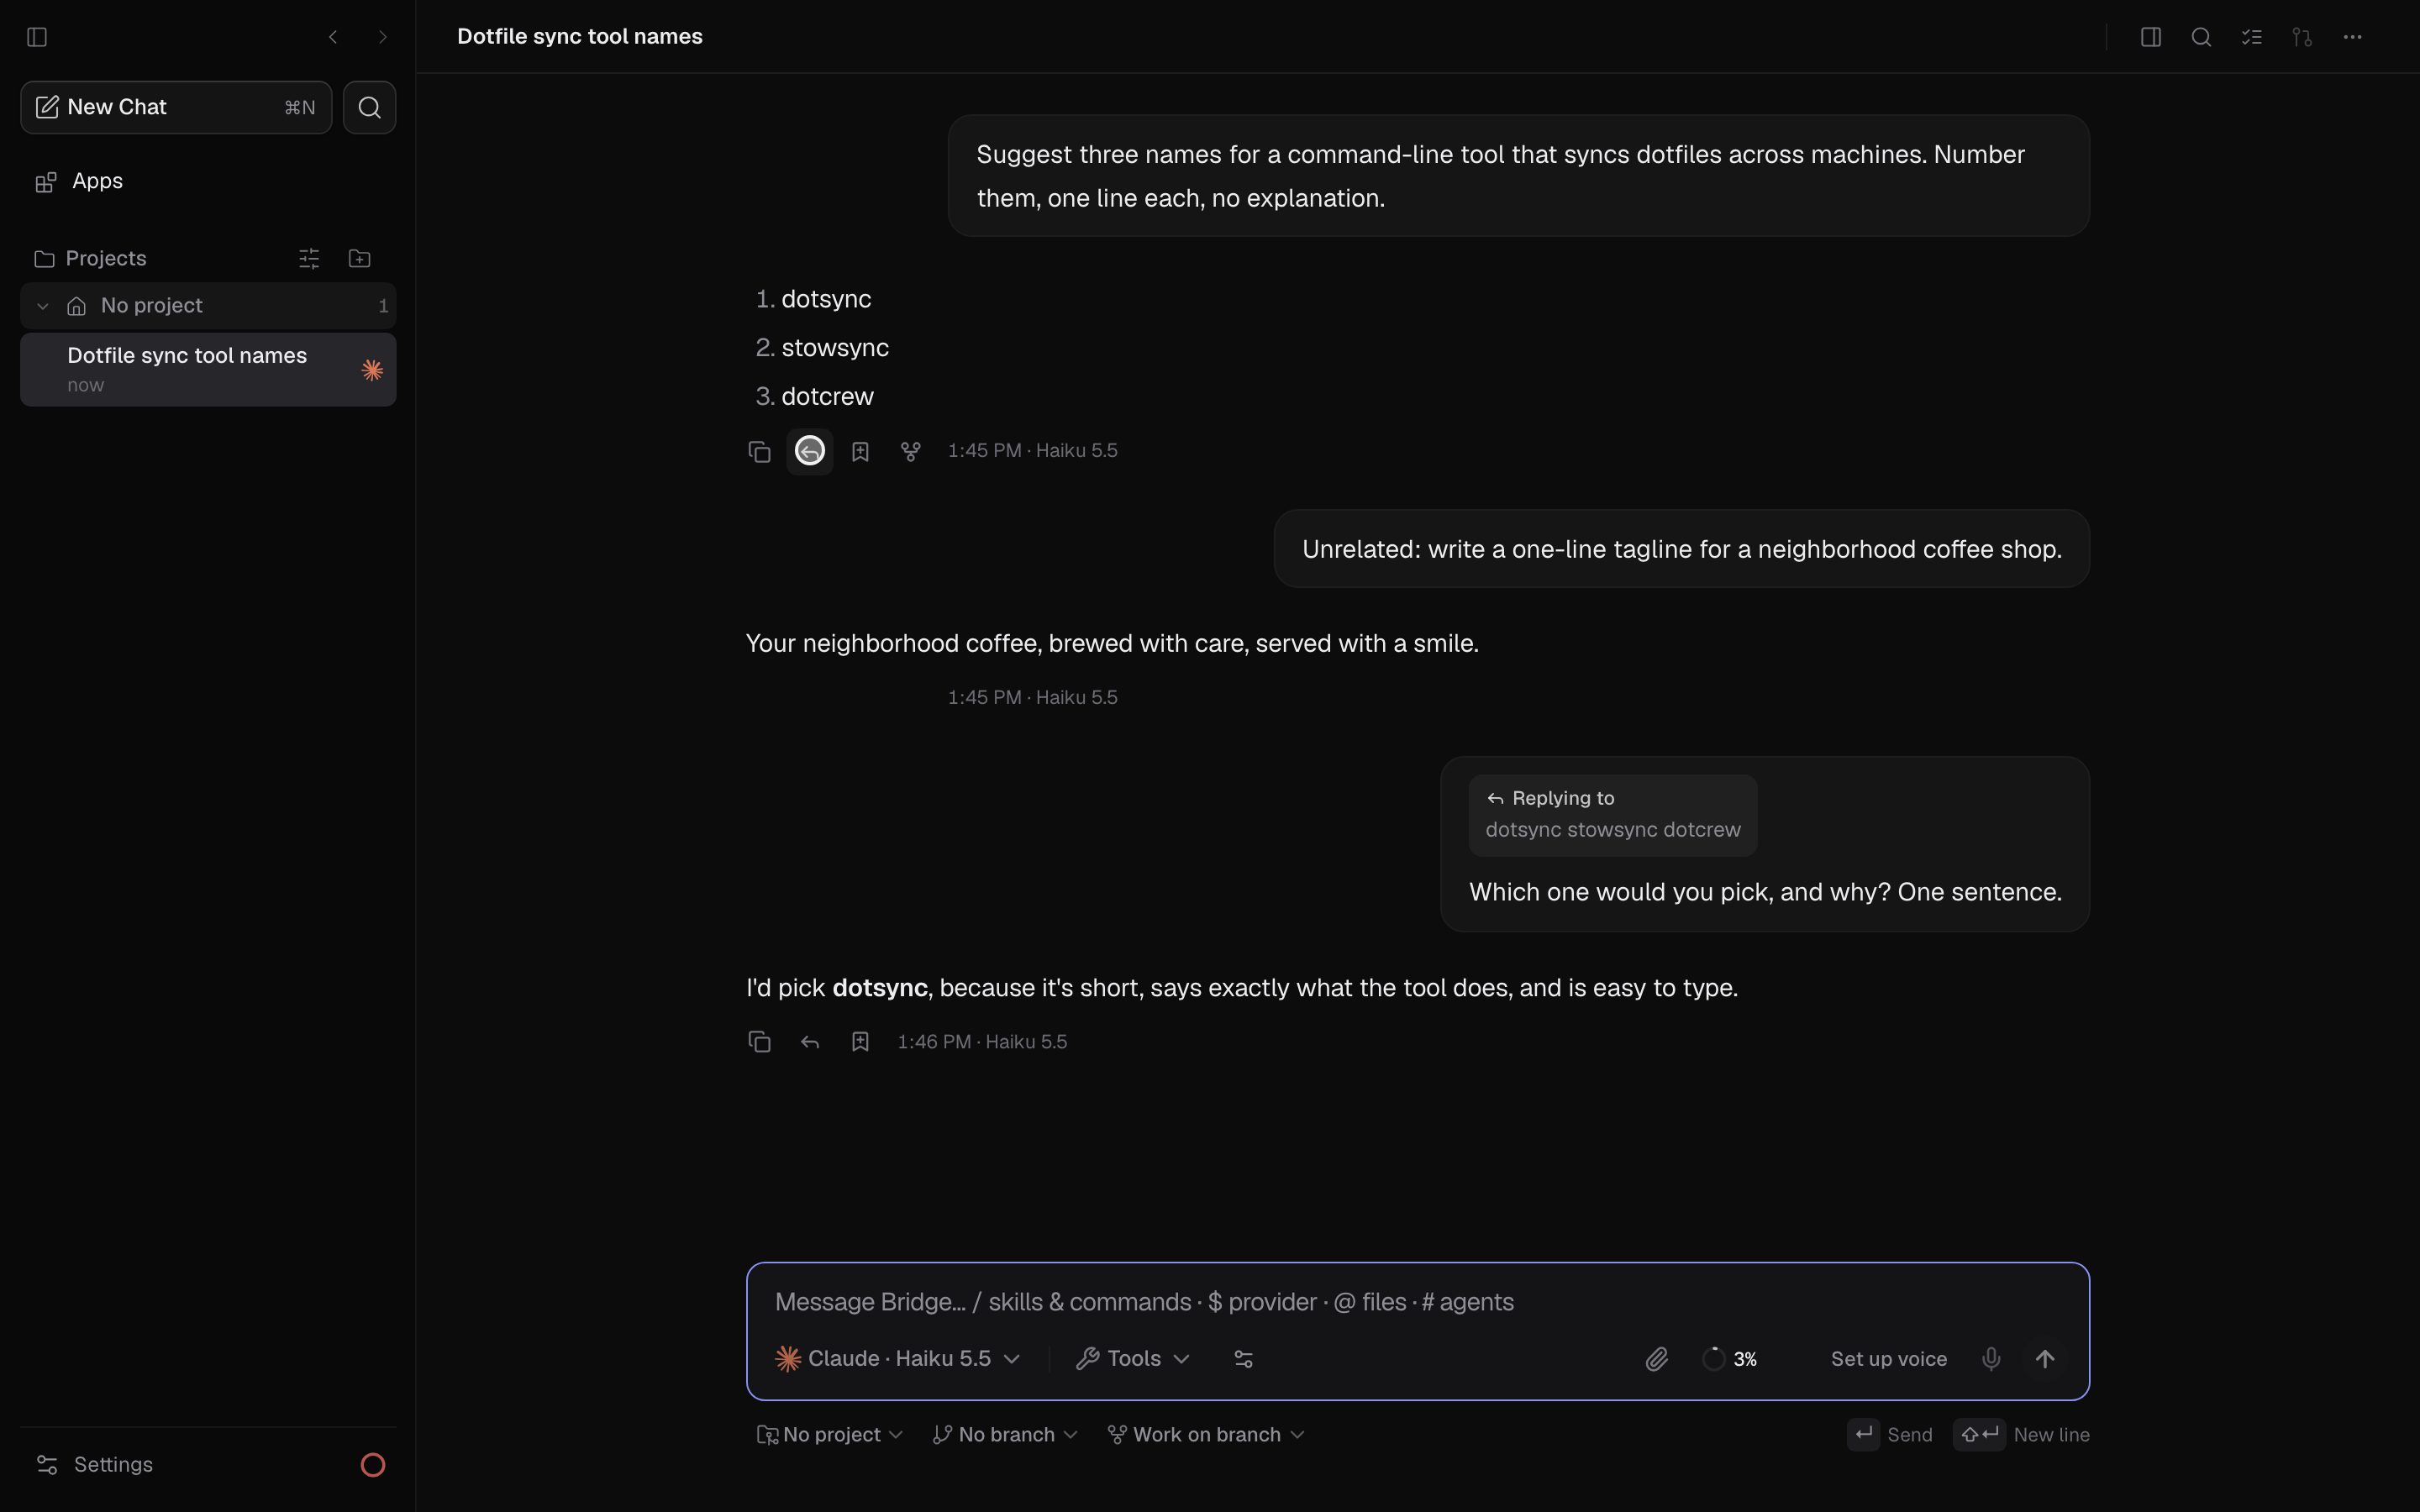 Dotfile sync tool names
New Chat
⌘N
Apps
Projects
No project
1
Dotfile sync tool names
now
Suggest three names for a command-line tool that syncs dotfiles across machines. Number
them, one line each, no explanation.
1. dotsync
2. stowsync
3. dotcrew
1:45 PM · Haiku 5.5
Unrelated: write a one-line tagline for a neighborhood coffee shop.
Your neighborhood coffee, brewed with care, served with a smile.
1:45 PM · Haiku 5.5
Replying to
dotsync stowsync dotcrew
Which one would you pick, and why? One sentence.
I'd pick dotsync, because it's short, says exactly what the tool does, and is easy to type.
1:46 PM · Haiku 5.5
Message Bridge... / skills & commands · $ provider · @ files · # agents
Claude · Haiku 5.5
Tools
3%
Set up voice
No project
No branch
Work on branch
Send
New line
Settings